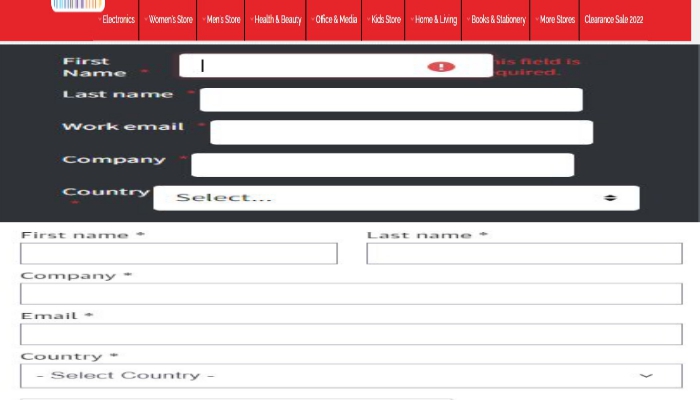 Electronics Women's Store Men's Store Health & Beauty Office & Media Kids Store Home & Living Books & Stationery More Stores Clearance Sale 2022
First his field is
Name * quired.
Last name *
Work email *
Company *
Country Select...
*
First name * Last name *
Company *
Email *
Country *
- Select Country -